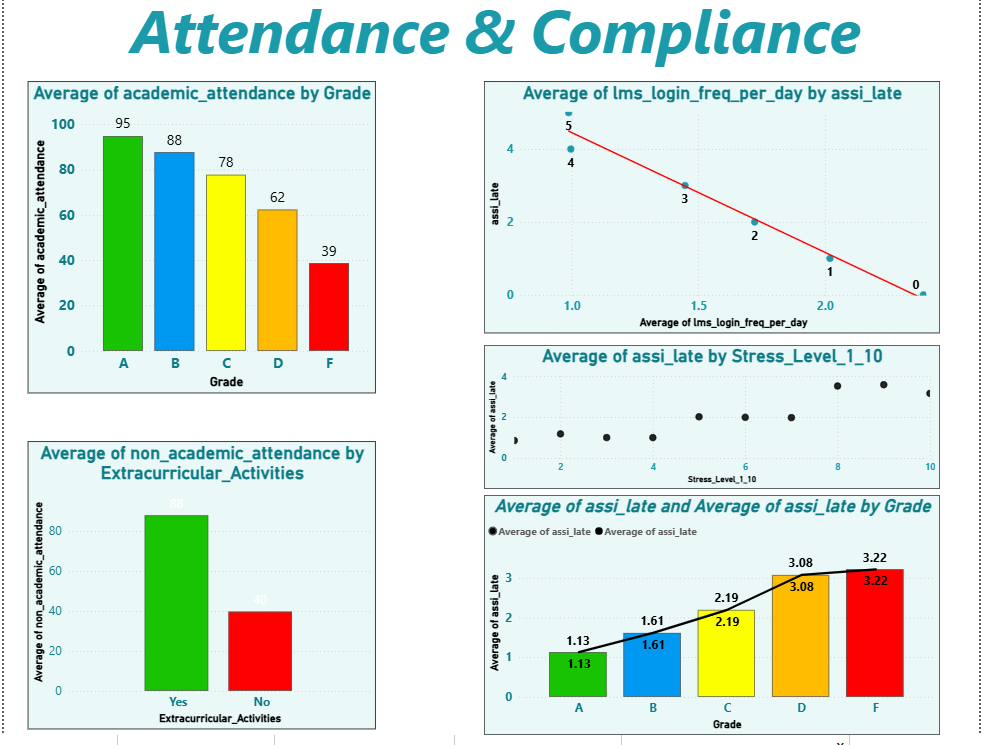 Attendance & Compliance
Average of academic_attendance by Grade
Average of academic_attendance
100
80
60
40
20
0
95
88
78
62
39
A B C D F
Grade
Average of lms_login_freq_per_day by assi_late
assi_late
4
2
0
5
4
3
2
1
0
1.0 1.5 2.0
Average of lms_login_freq_per_day
Average of assi_late by Stress_Level_1_10
Average of assi_late
4
2
0
2 4 6 8 10
Stress_Level_1_10
Average of non_academic_attendance by
Extracurricular_Activities
Average of non_academic_attendance
80
60
40
20
0
88
40
Yes No
Extracurricular_Activities
Average of assi_late and Average of assi_late by Grade
Average of assi_late Average of assi_late
Average of assi_late
3
2
1
0
1.13
1.13
1.61
1.61
2.19
2.19
3.08
3.08
3.22
3.22
A B C D F
Grade